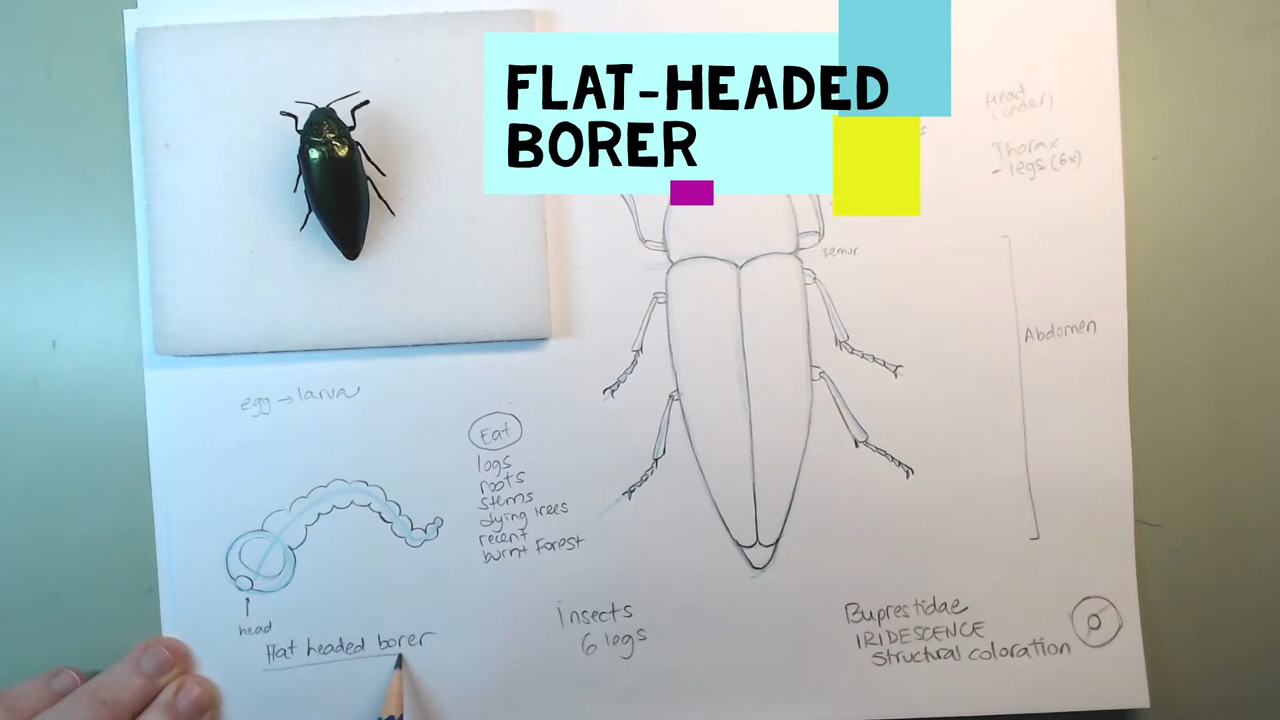 FLAT-HEADED
BORER
Head
(under)
Thorax
- legs (6x)
femur
Abdomen
egg → larva
Eat
logs
roots
stems
dying trees
recent
burnt Forest
head
Flat headed borer
insects
6 legs
Buprestidae
IRIDESCENCE
Structural coloration